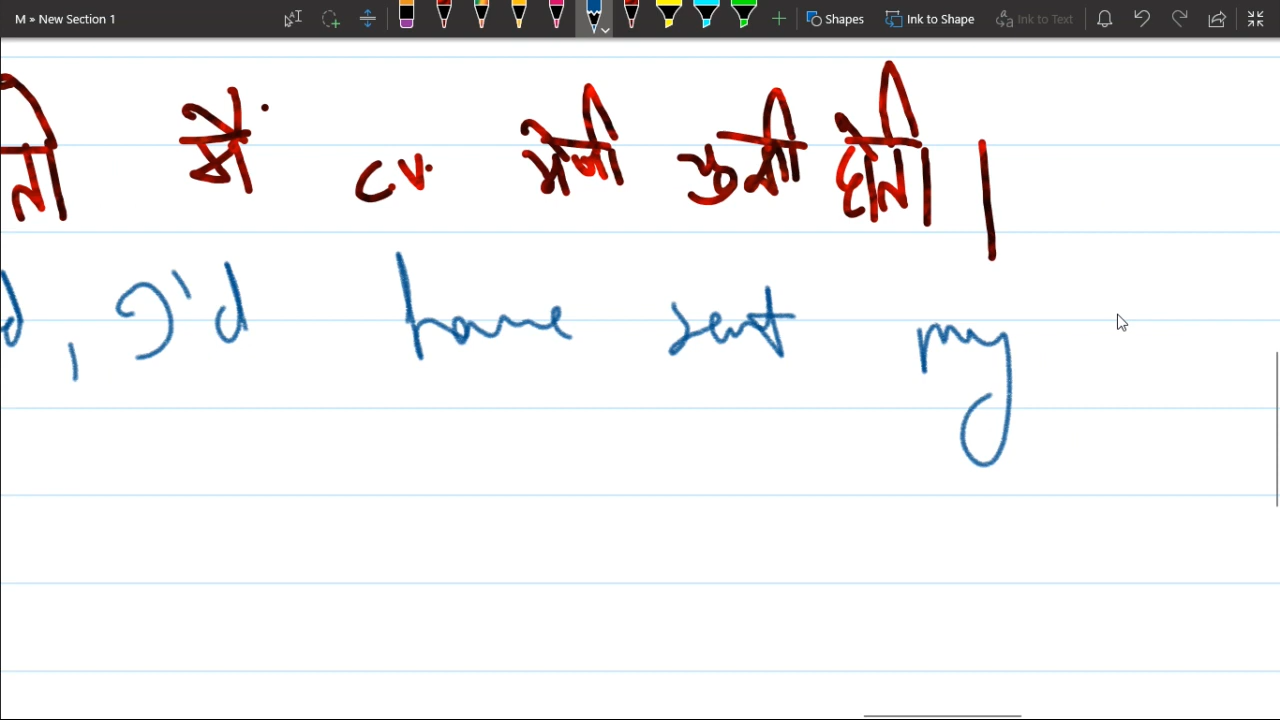 M » New Section 1 Shapes Ink to Shape Ink to Text
ती मैं CV. भेजी हुयी होती |
d, I'd have sent my